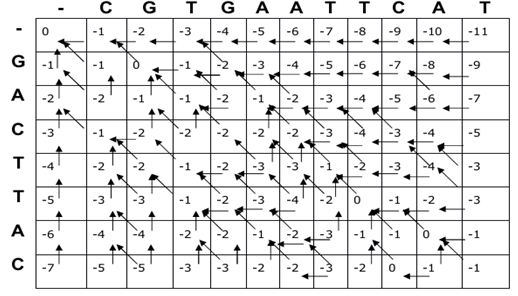 - C G T G A A T T C A T
- 0 -1 -2 -3 -4 -5 -6 -7 -8 -9 -10 -11
G -1 -1 0 -1 -2 -3 -4 -5 -6 -7 -8 -9
A -2 -2 -1 -1 -2 -1 -2 -3 -4 -5 -6 -7
C -3 -1 -2 -2 -2 -2 -2 -3 -4 -3 -4 -5
T -4 -2 -2 -1 -2 -3 -3 -1 -2 -3 -4 -3
T -5 -3 -3 -1 -2 -3 -4 -2 0 -1 -2 -3
A -6 -4 -4 -2 -2 -1 -2 -3 -1 -1 0 -1
C -7 -5 -5 -3 -3 -2 -2 -3 -2 0 -1 -1